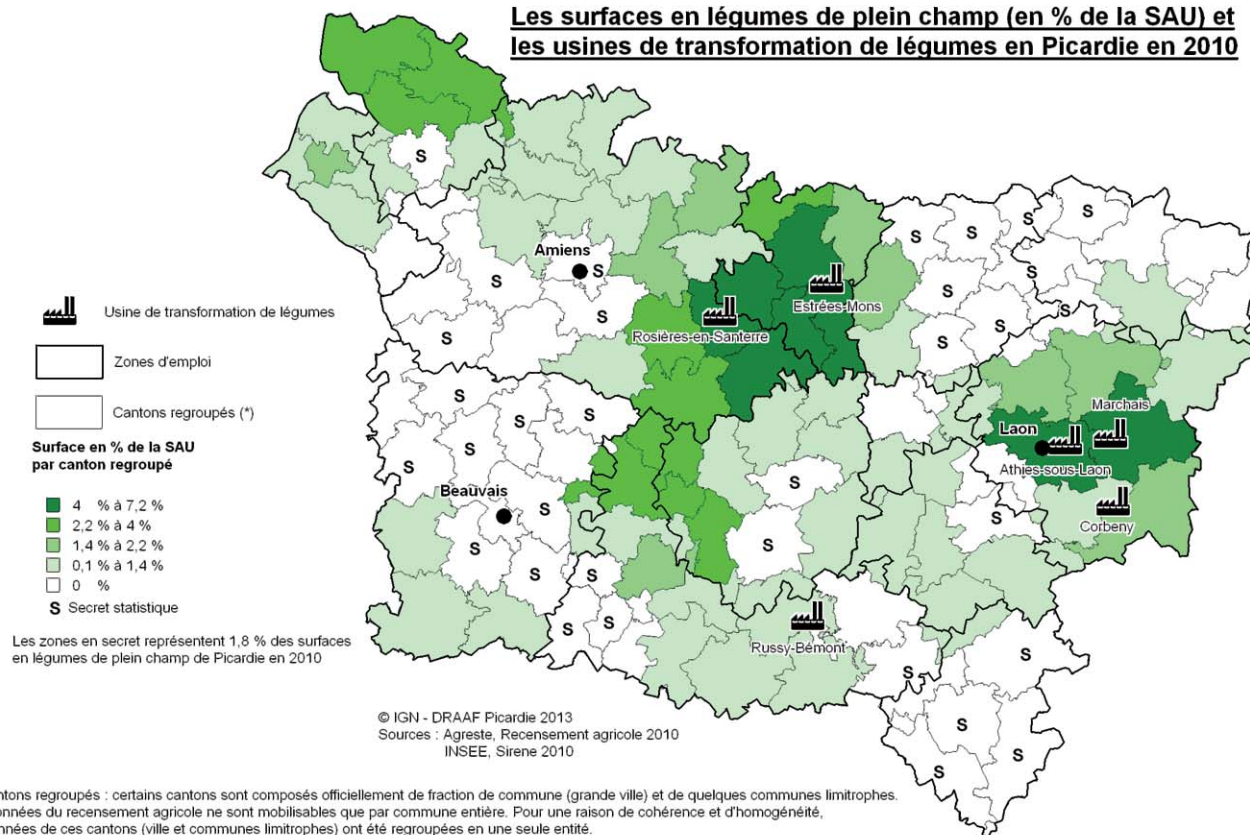 Les surfaces en légumes de plein champ (en % de la SAU) et
les usines de transformation de légumes en Picardie en 2010
S
Amiens
S
S
S
S
S
S
S
S
S
S
S
S
S
S
Estrées-Mons
Rosières-en-Santerre
Usine de transformation de légumes
Zones d'emploi
Cantons regroupés (*)
Surface en % de la SAU
par canton regroupé
4 % à 7,2 %
2,2 % à 4 %
1,4 % à 2,2 %
0,1 % à 1,4 %
0 %
S Secret statistique
Les zones en secret représentent 1,8 % des surfaces
en légumes de plein champ de Picardie en 2010
S
S
S
S
S
Beauvais
S
S
S
S
S
S
S
S
Marchais
Laon
Athies-sous-Laon
S
Corbeny
Russy-Bémont
S
S
S
S
S
© IGN - DRAAF Picardie 2013
Sources : Agreste, Recensement agricole 2010
INSEE, Sirene 2010
ntons regroupés : certains cantons sont composés officiellement de fraction de commune (grande ville) et de quelques communes limitrophes.
onnées du recensement agricole ne sont mobilisables que par commune entière. Pour une raison de cohérence et d'homogénéité,
nnées de ces cantons (ville et communes limitrophes) ont été regroupées en une seule entité.